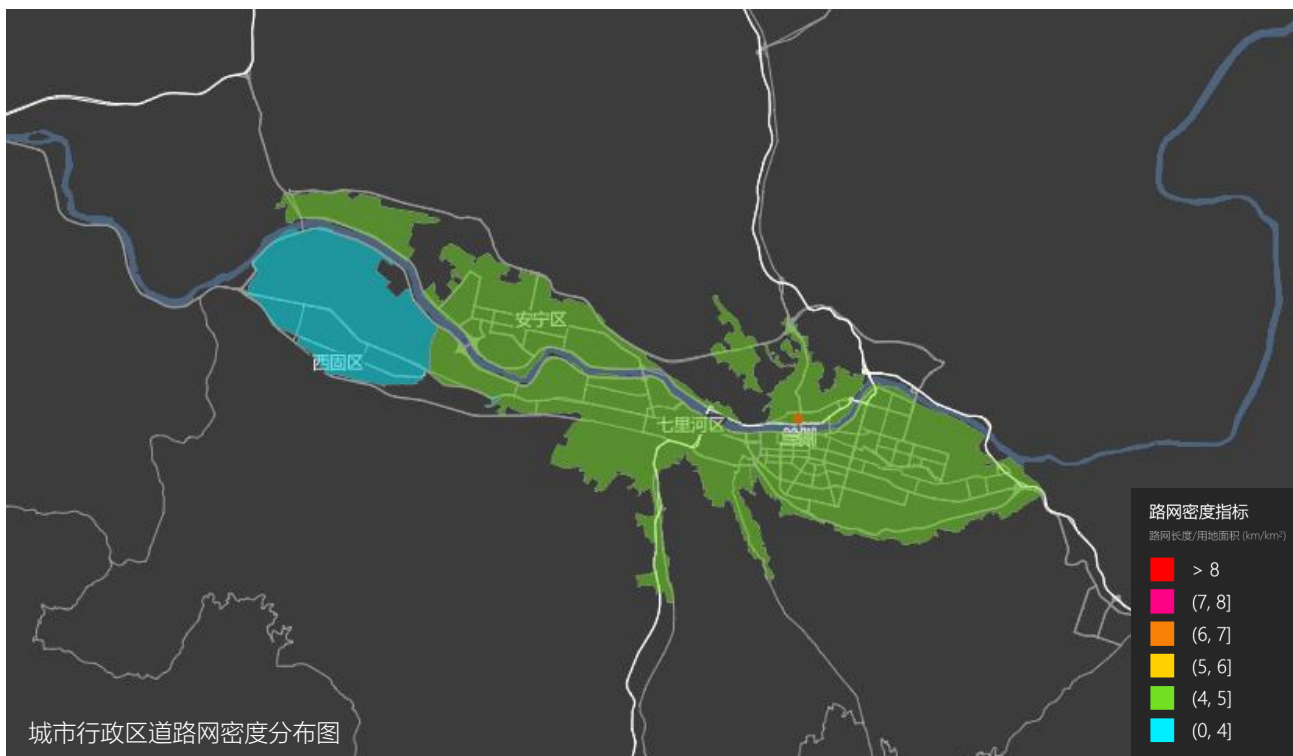 安宁区
西固区
七里河区
路网密度指标
路网长度/用地面积 (km/km²)
> 8
(7, 8]
(6, 7]
(5, 6]
(4, 5]
(0, 4]
城市行政区道路网密度分布图